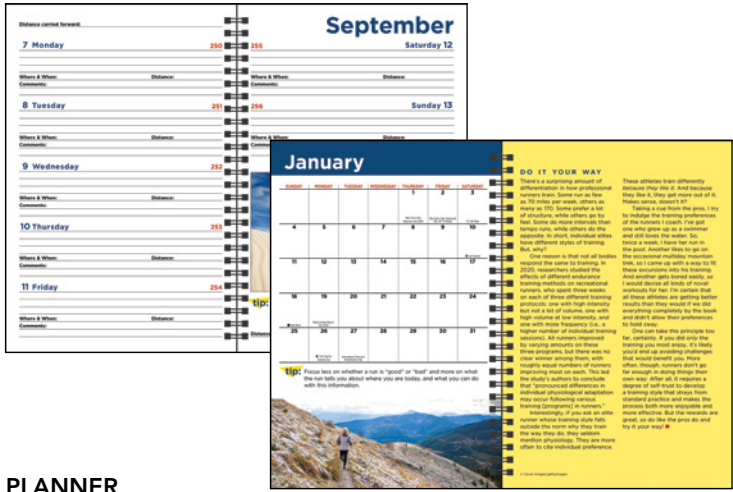 September
Distance carried forward:
7 Monday 250
Where & When: Distance:
Comments:
8 Tuesday 251
Where & When: Distance:
Comments:
9 Wednesday 252
Where & When: Distance:
Comments:
10 Thursday 253
Where & When: Distance:
Comments:
11 Friday 254
Where & When: Distance:
Comments:
255 Saturday 12
Where & When: Distance:
Comments:
256 Sunday 13
Where & When: Distance:
Comments:
tip:
Distance
January
SUNDAY MONDAY TUESDAY WEDNESDAY THURSDAY FRIDAY SATURDAY
1 2 3
4 5 6 7 8 9 10
11 12 13 14 15 16 17
18 19 20 21 22 23 24
25 26 27 28 29 30 31
tip: Focus less on whether a run is “good” or “bad” and more on what
the run tells you about where you are today, and what you can do
with this information.
DO IT YOUR WAY
There’s a surprising amount of
differentiation in how professional
runners train. Some run as few
as 70 miles per week, others as
many as 170. Some prefer a lot
of structure, while others go by
feel. Some do more intervals than
tempo runs, while others do the
opposite. In short, individual elites
have different styles of training.
But, why?
One reason is that not all bodies
respond the same to training. In
2020, researchers studied the
effects of different endurance
training methods on recreational
runners, who spent three weeks
on each of three different training
protocols: one with high intensity
but not a lot of volume, one with
high volume at low intensity, and
one with more frequency (i.e., a
higher number of individual training
sessions). All runners improved
by varying amounts on these
three programs, but there was no
clear winner among them, with
roughly equal numbers of runners
improving most on each. This led
the study’s authors to conclude
that “pronounced differences in
individual physiological adaptation
may occur following various
training [programs] in runners.”
Interestingly, if you ask an elite
runner whose training style falls
outside the norm why they train
the way they do, they seldom
mention physiology. They are more
often to cite individual preference.
These athletes train differently
because they like it. And because
they like it, they get more out of it.
Makes sense, doesn’t it?
Taking a cue from the pros, I try
to indulge the training preferences
of the runners I coach. I’ve got
one who grew up as a swimmer
and still loves the water. So,
twice a week, I have her run in
the pool. Another likes to go on
the occasional multiday mountain
trek, so I came up with a way to fit
these excursions into his training.
And another gets bored easily, so
I would devise all kinds of novel
workouts for her. I’m certain that
all these athletes are getting better
results than they would if we did
everything completely by the book
and didn’t allow their preferences
to hold sway.
One can take this principle too
far, certainly. If you did only the
training you most enjoy, it’s likely
you’d end up avoiding challenges
that would benefit you. More
often, though, runners don’t go
far enough in doing things their
own way. After all, it requires a
degree of self-trust to develop
a training style that strays from
standard practice and makes the
process both more enjoyable and
more effective. But the rewards are
great, so do like the pros do and
try it your way!
PLANNER